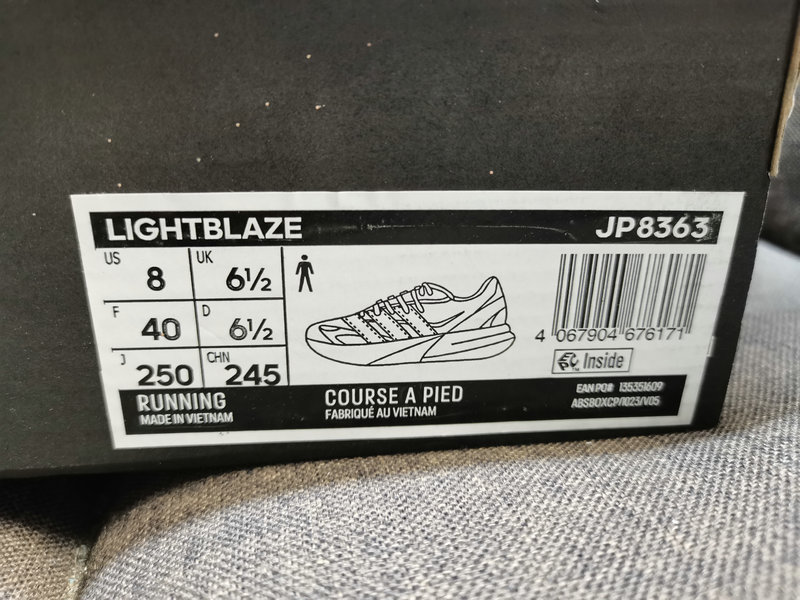 LIGHTBLAZE JP8363
US 8 UK 6½
F 40 D 6½
J 250 CHN 245
4 067904 676171
Inside
RUNNING COURSE A PIED EAN PO# 135351609
MADE IN VIETNAM FABRIQUÉ AU VIETNAM ABSBOXCP/1023/V05